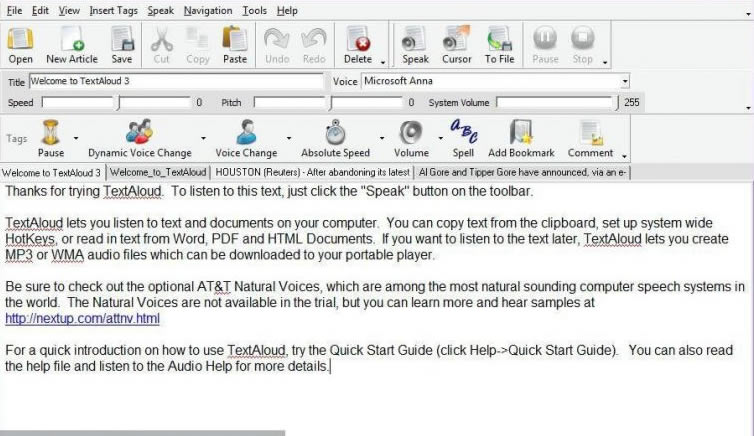 File Edit View Insert Tags Speak Navigation Tools Help
Open New Article Save Cut Copy Paste Undo Redo Delete Speak Cursor To File Pause Stop
Title Welcome to TextAloud 3 Voice Microsoft Anna
Speed 0 Pitch 0 System Volume 255
Tags Pause Dynamic Voice Change Voice Change Absolute Speed Volume ABC Spell Add Bookmark Comment
Welcome to TextAloud 3 Welcome_to_TextAloud HOUSTON (Reuters) - After abandoning its latest Al Gore and Tipper Gore have announced, via an e-
Thanks for trying TextAloud. To listen to this text, just click the "Speak" button on the toolbar.
TextAloud lets you listen to text and documents on your computer. You can copy text from the clipboard, set up system wide
HotKeys, or read in text from Word, PDF and HTML Documents. If you want to listen to the text later, TextAloud lets you create
MP3 or WMA audio files which can be downloaded to your portable player.
Be sure to check out the optional AT&T Natural Voices, which are among the most natural sounding computer speech systems in
the world. The Natural Voices are not available in the trial, but you can learn more and hear samples at
http://nextup.com/attnv.html
For a quick introduction on how to use TextAloud, try the Quick Start Guide (click Help->Quick Start Guide). You can also read
the help file and listen to the Audio Help for more details.